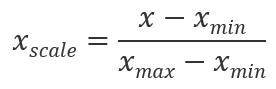 x_scale = (x − x_min) / (x_max − x_min)